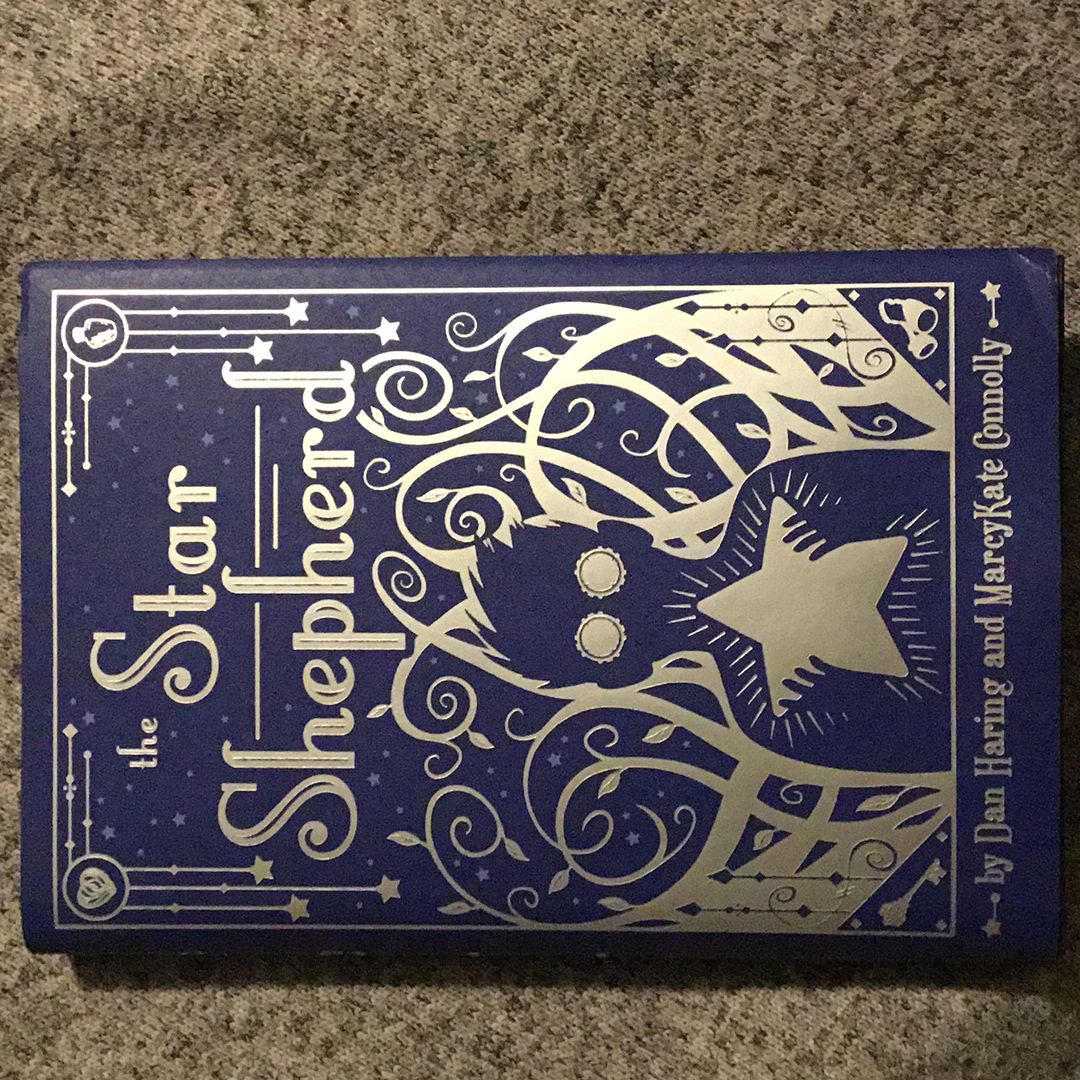 the Star
Shepherd
by Dan Haring and MarcyKate Connolly